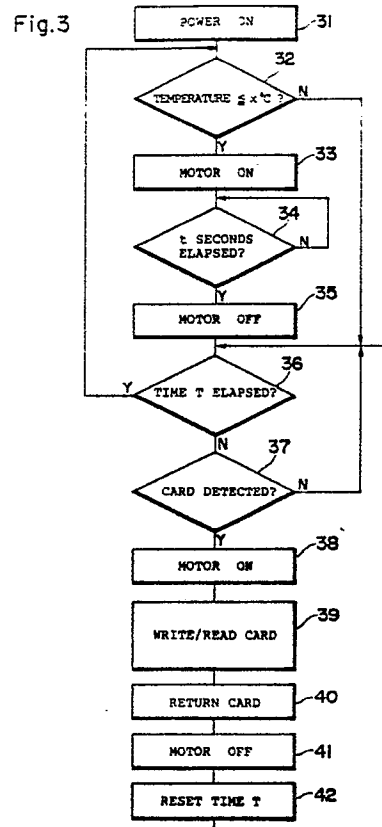 Fig.3
POWER ON
31
32
TEMPERATURE ≦ x°C ?
N
Y
33
MOTOR ON
34
t SECONDS
ELAPSED?
N
Y
35
MOTOR OFF
36
Y
TIME T ELAPSED?
N
37
CARD DETECTED?
N
Y
38
MOTOR ON
39
WRITE/READ CARD
RETURN CARD
40
MOTOR OFF
41
RESET TIME T
42